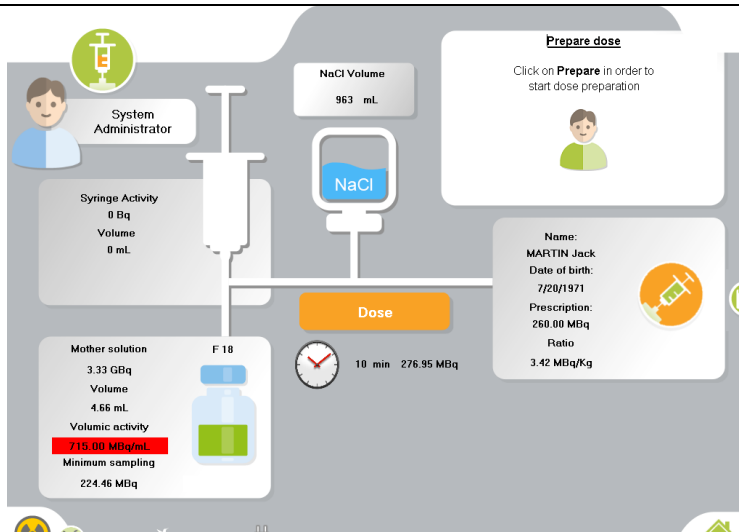 Prepare dose
Click on Prepare in order to
start dose preparation
E
System
Administrator
NaCl Volume
963 mL
NaCl
Syringe Activity
0 Bq
Volume
0 mL
Name:
MARTIN Jack
Date of birth:
7/20/1971
Prescription:
260.00 MBq
Ratio
3.42 MBq/Kg
Dose
10 min 276.95 MBq
Mother solution
F 18
3.33 GBq
Volume
4.66 mL
Volumic activity
715.00 MBq/mL
Minimum sampling
224.46 MBq